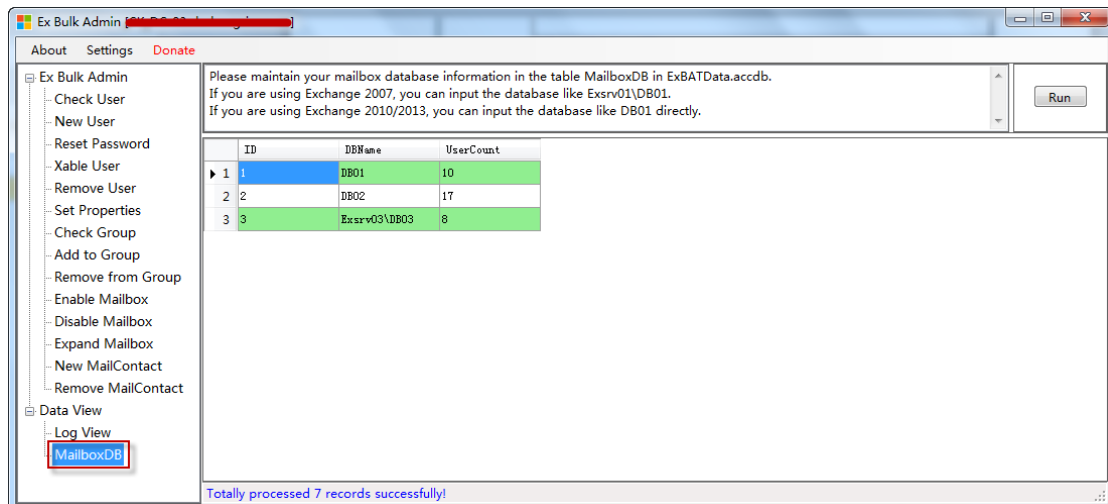 Ex Bulk Admin [
About Settings Donate
Ex Bulk Admin
Check User
New User
Reset Password
Xable User
Remove User
Set Properties
Check Group
Add to Group
Remove from Group
Enable Mailbox
Disable Mailbox
Expand Mailbox
New MailContact
Remove MailContact
Data View
Log View
MailboxDB
Please maintain your mailbox database information in the table MailboxDB in ExBATData.accdb.
If you are using Exchange 2007, you can input the database like Exsrv01\DB01.
If you are using Exchange 2010/2013, you can input the database like DB01 directly.
Run
ID DBName UserCount
1 1 DB01 10
2 2 DB02 17
3 3 Exsrv03\DB03 8
Totally processed 7 records successfully!